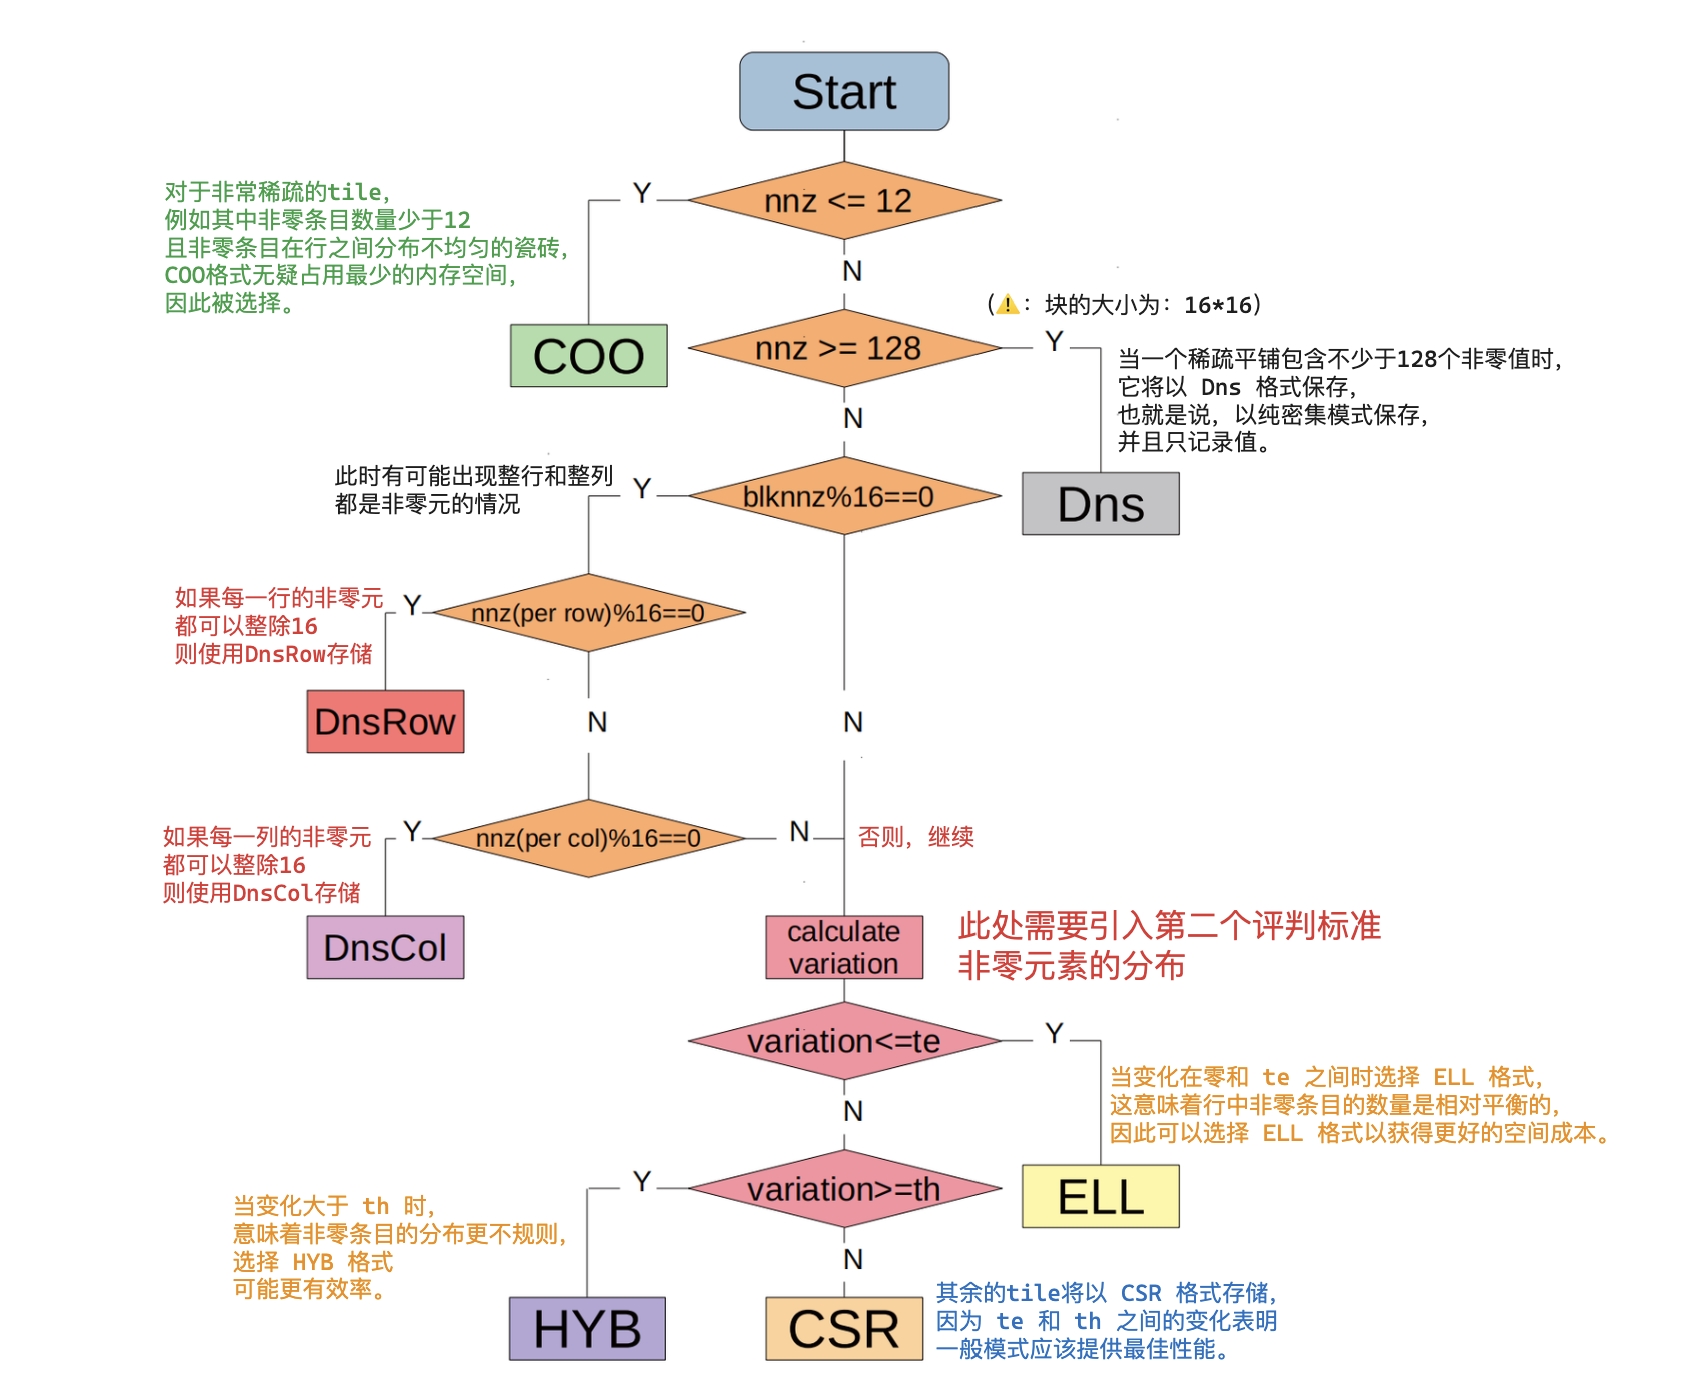 Start
nnz <= 12
Y
对于非常稀疏的tile，
例如其中非零条目数量少于12
且非零条目在行之间分布不均匀的瓷砖，
COO格式无疑占用最少的内存空间，
因此被选择。
COO
N
（⚠️：块的大小为：16*16）
nnz >= 128
Y
当一个稀疏平铺包含不少于128个非零值时，
它将以 Dns 格式保存，
也就是说，以纯密集模式保存，
并且只记录值。
Dns
N
blknnz%16==0
Y
此时有可能出现整行和整列
都是非零元的情况
nnz(per row)%16==0
Y
如果每一行的非零元
都可以整除16
则使用DnsRow存储
DnsRow
N
N
nnz(per col)%16==0
Y
如果每一列的非零元
都可以整除16
则使用DnsCol存储
DnsCol
N
否则，继续
calculate
variation
此处需要引入第二个评判标准
非零元素的分布
variation<=te
Y
当变化在零和 te 之间时选择 ELL 格式，
这意味着行中非零条目的数量是相对平衡的，
因此可以选择 ELL 格式以获得更好的空间成本。
ELL
N
variation>=th
Y
当变化大于 th 时，
意味着非零条目的分布更不规则，
选择 HYB 格式
可能更有效率。
HYB
N
CSR
其余的tile将以 CSR 格式存储，
因为 te 和 th 之间的变化表明
一般模式应该提供最佳性能。